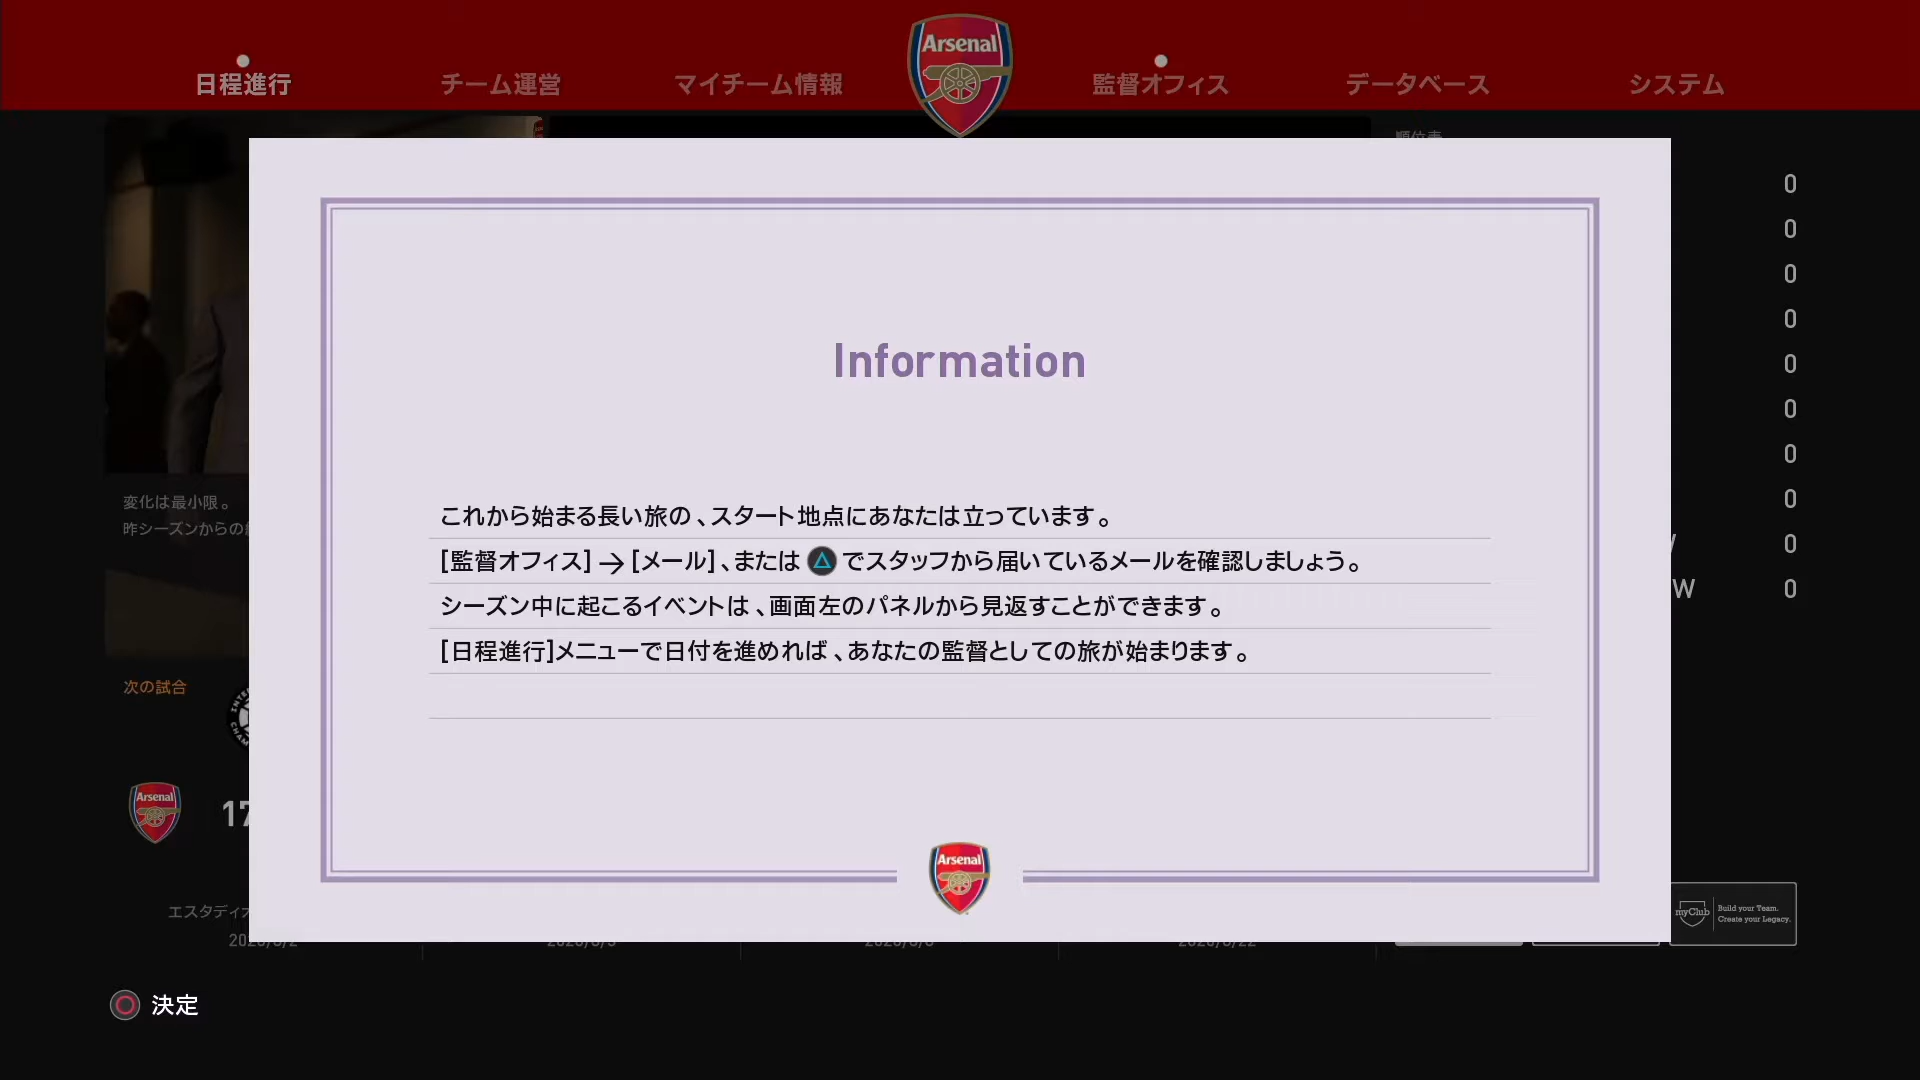 Arsenal
日程進行 チーム運営 マイチーム情報 監督オフィス データベース システム
Information
これから始まる長い旅の、スタート地点にあなたは立っています。
[監督オフィス]→[メール]、または△でスタッフから届いているメールを確認しましょう。
シーズン中に起こるイベントは、画面左のパネルから見返すことができます。
[日程進行]メニューで日付を進めれば、あなたの監督としての旅が始まります。
Arsenal
順位表
0
0
0
0
0
0
0
0
0
W 0
変化は最小限。
昨シーズンからの
次の試合
Arsenal
17
エスタディオ
myClub Build your Team.
Create your Legacy.
決定